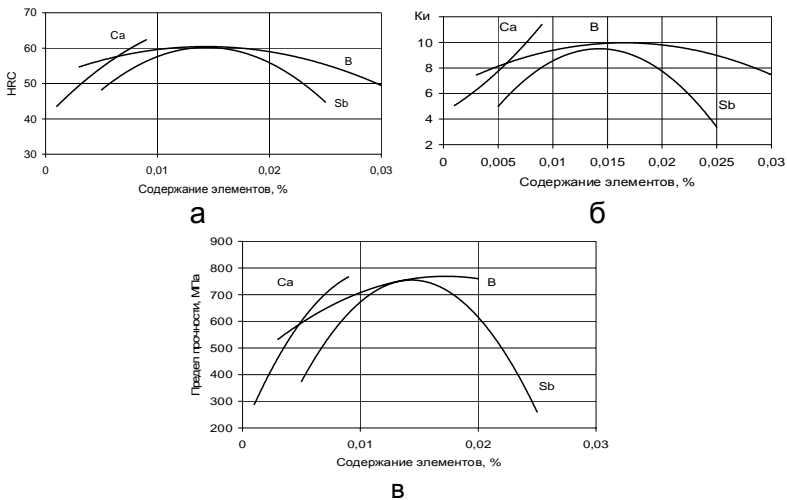 HRC
70
60
50
40
30
0
0,01
0,02
0,03
Ca
B
Sb
Содержание элементов, %
а
Ки
10
8
6
4
2
0
0,005
0,01
0,015
0,02
0,025
0,03
Ca
B
Sb
Содержание элементов, %
б
Предел прочности, МПа
900
800
700
600
500
400
300
200
0
0,01
0,02
0,03
Ca
B
Sb
Содержание элементов, %
в